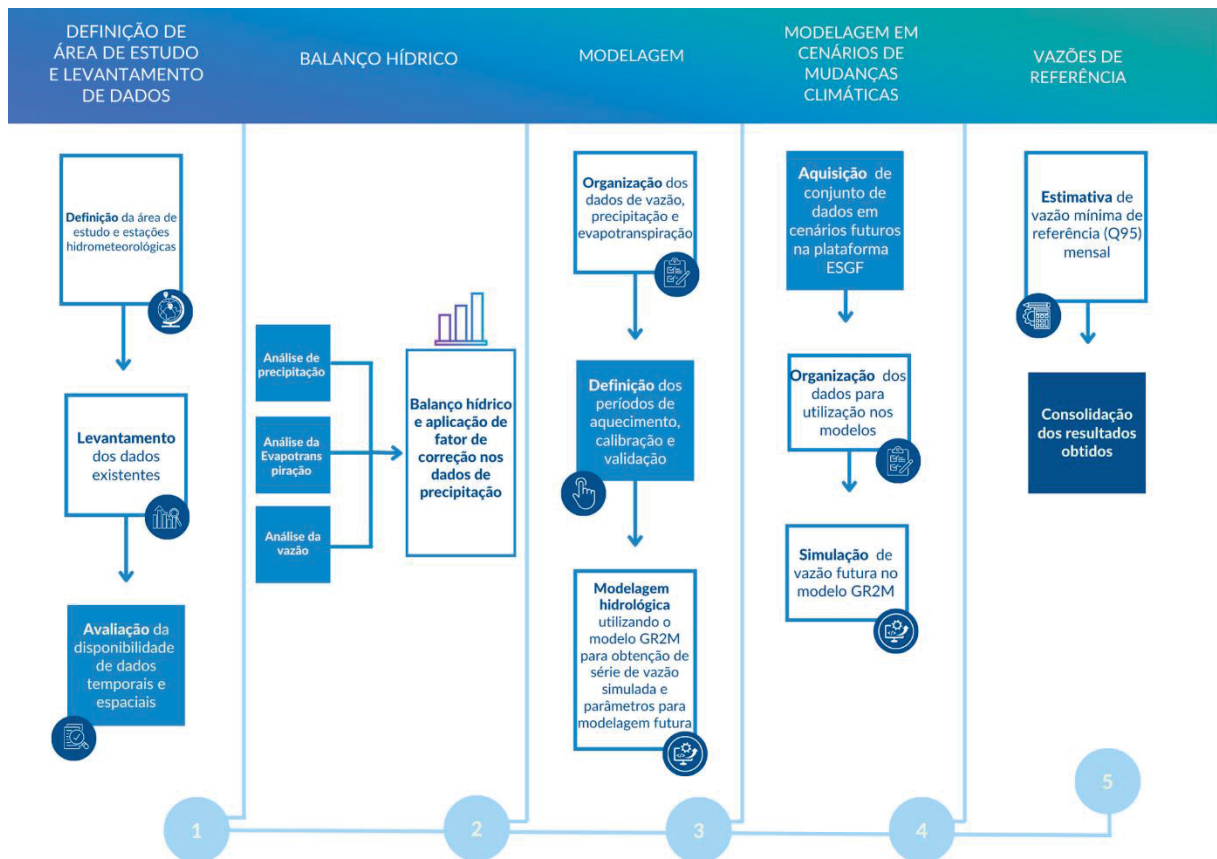 DEFINIÇÃO DE
ÁREA DE ESTUDO
E LEVANTAMENTO
DE DADOS
BALANÇO HÍDRICO
MODELAGEM
MODELAGEM EM
CENÁRIOS DE
MUDANÇAS
CLIMÁTICAS
VAZÕES DE
REFERÊNCIA
Definição da área de
estudo e estações
hidrometeorológicas
Levantamento
dos dados
existentes
Avaliação da
disponibilidade
de dados
temporais e
espaciais
Análise de
precipitação
Análise da
Evapotrans
piração
Análise da
vazão
Balanço hídrico
e aplicação de
fator de
correção nos
dados de
precipitação
Organização dos
dados de vazão,
precipitação e
evapotranspiração
Definição dos
períodos de
aquecimento,
calibração e
validação
Modelagem
hidrológica
utilizando o
modelo GR2M
para obtenção de
série de vazão
simulada e
parâmetros para
modelagem futura
Aquisição de
conjunto de
dados em
cenários futuros
na plataforma
ESGF
Organização dos
dados para
utilização nos
modelos
Simulação de
vazão futura no
modelo GR2M
Estimativa de
vazão mínima de
referência (Q95)
mensal
Consolidação
dos resultados
obtidos
1
2
3
4
5